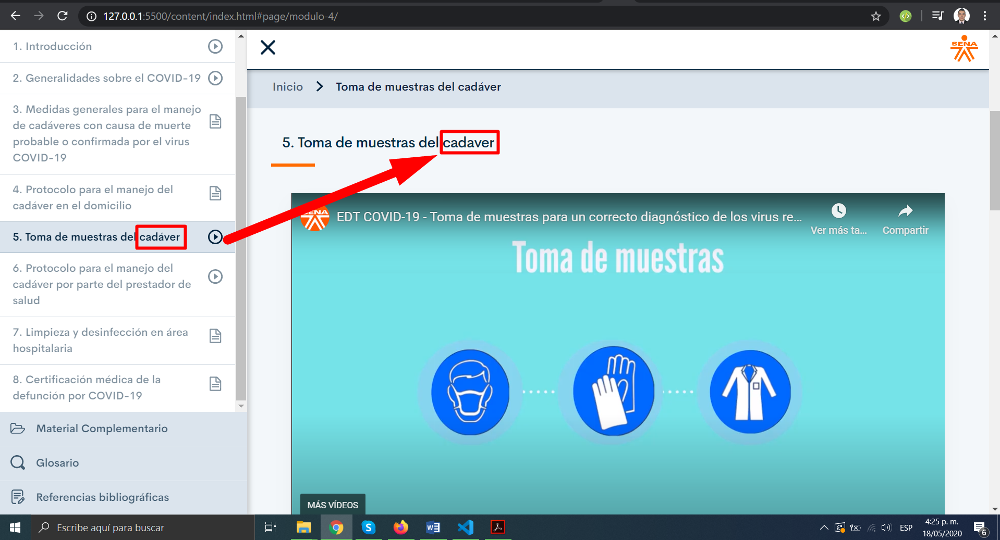 127.0.0.1:5500/content/index.html#page/modulo-4/
1. Introducción
2. Generalidades sobre el COVID-19
3. Medidas generales para el manejo
de cadáveres con causa de muerte
probable o confirmada por el virus
COVID-19
4. Protocolo para el manejo del
cadáver en el domicilio
5. Toma de muestras del cadáver
6. Protocolo para el manejo del
cadáver por parte del prestador de
salud
7. Limpieza y desinfección en área
hospitalaria
8. Certificación médica de la
defunción por COVID-19
Material Complementario
Glosario
Referencias bibliográficas
SENA
Inicio Toma de muestras del cadáver
5. Toma de muestras del cadaver
SENA
EDT COVID-19 - Toma de muestras para un correcto diagnóstico de los virus re...
Ver más ta...
Compartir
Toma de muestras
MÁS VÍDEOS
Escribe aquí para buscar
ESP
4:25 p. m.
18/05/2020
6